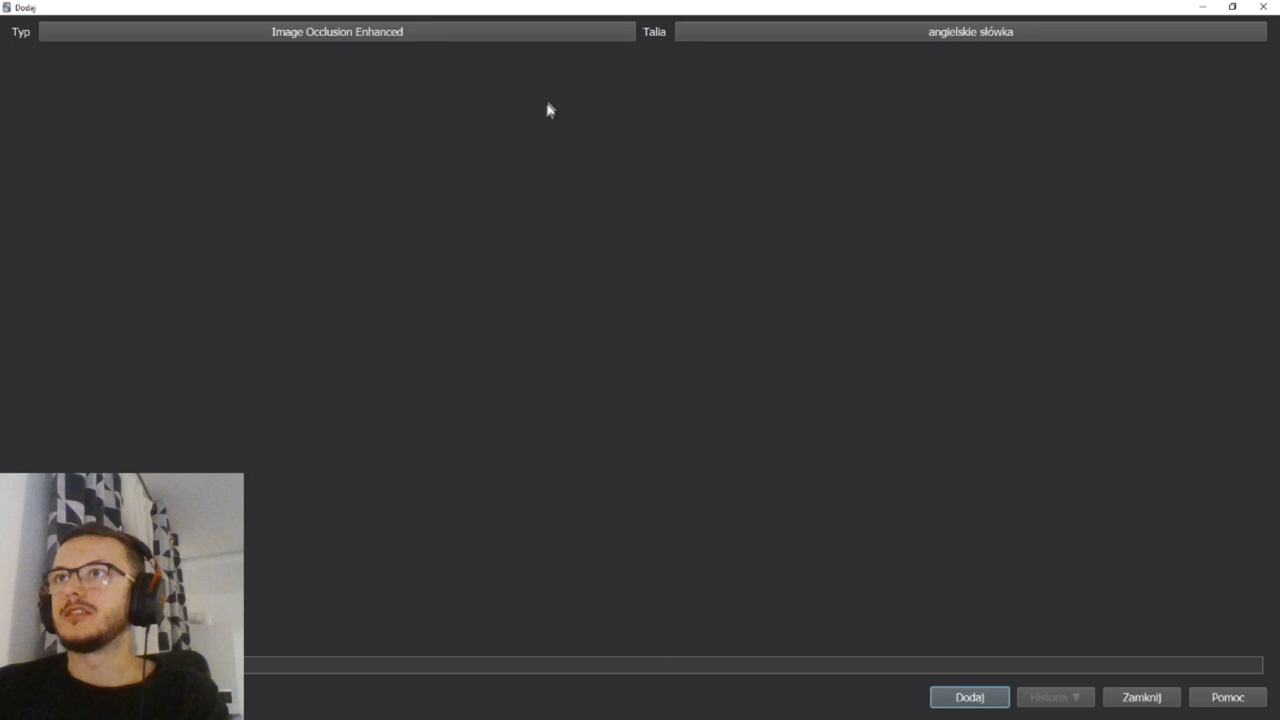 Dodaj
Typ Image Occlusion Enhanced Talia angielskie słówka
Dodaj Historia ▼ Zamknij Pomoc